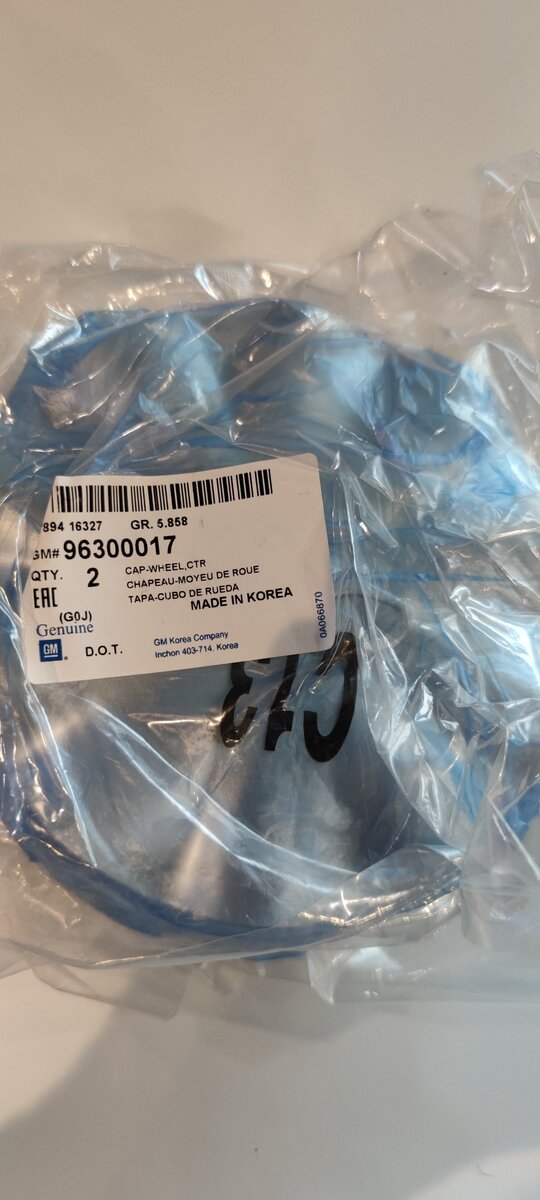 894 16327 GR. 5.858
GM# 96300017
QTY. 2 CAP-WHEEL,CTR
CHAPEAU-MOYEU DE ROUE
TAPA-CUBO DE RUEDA
EAC MADE IN KOREA
(G0J)
Genuine
GM D.O.T. GM Korea Company
Inchon 403-714, Korea
0A066870
C13